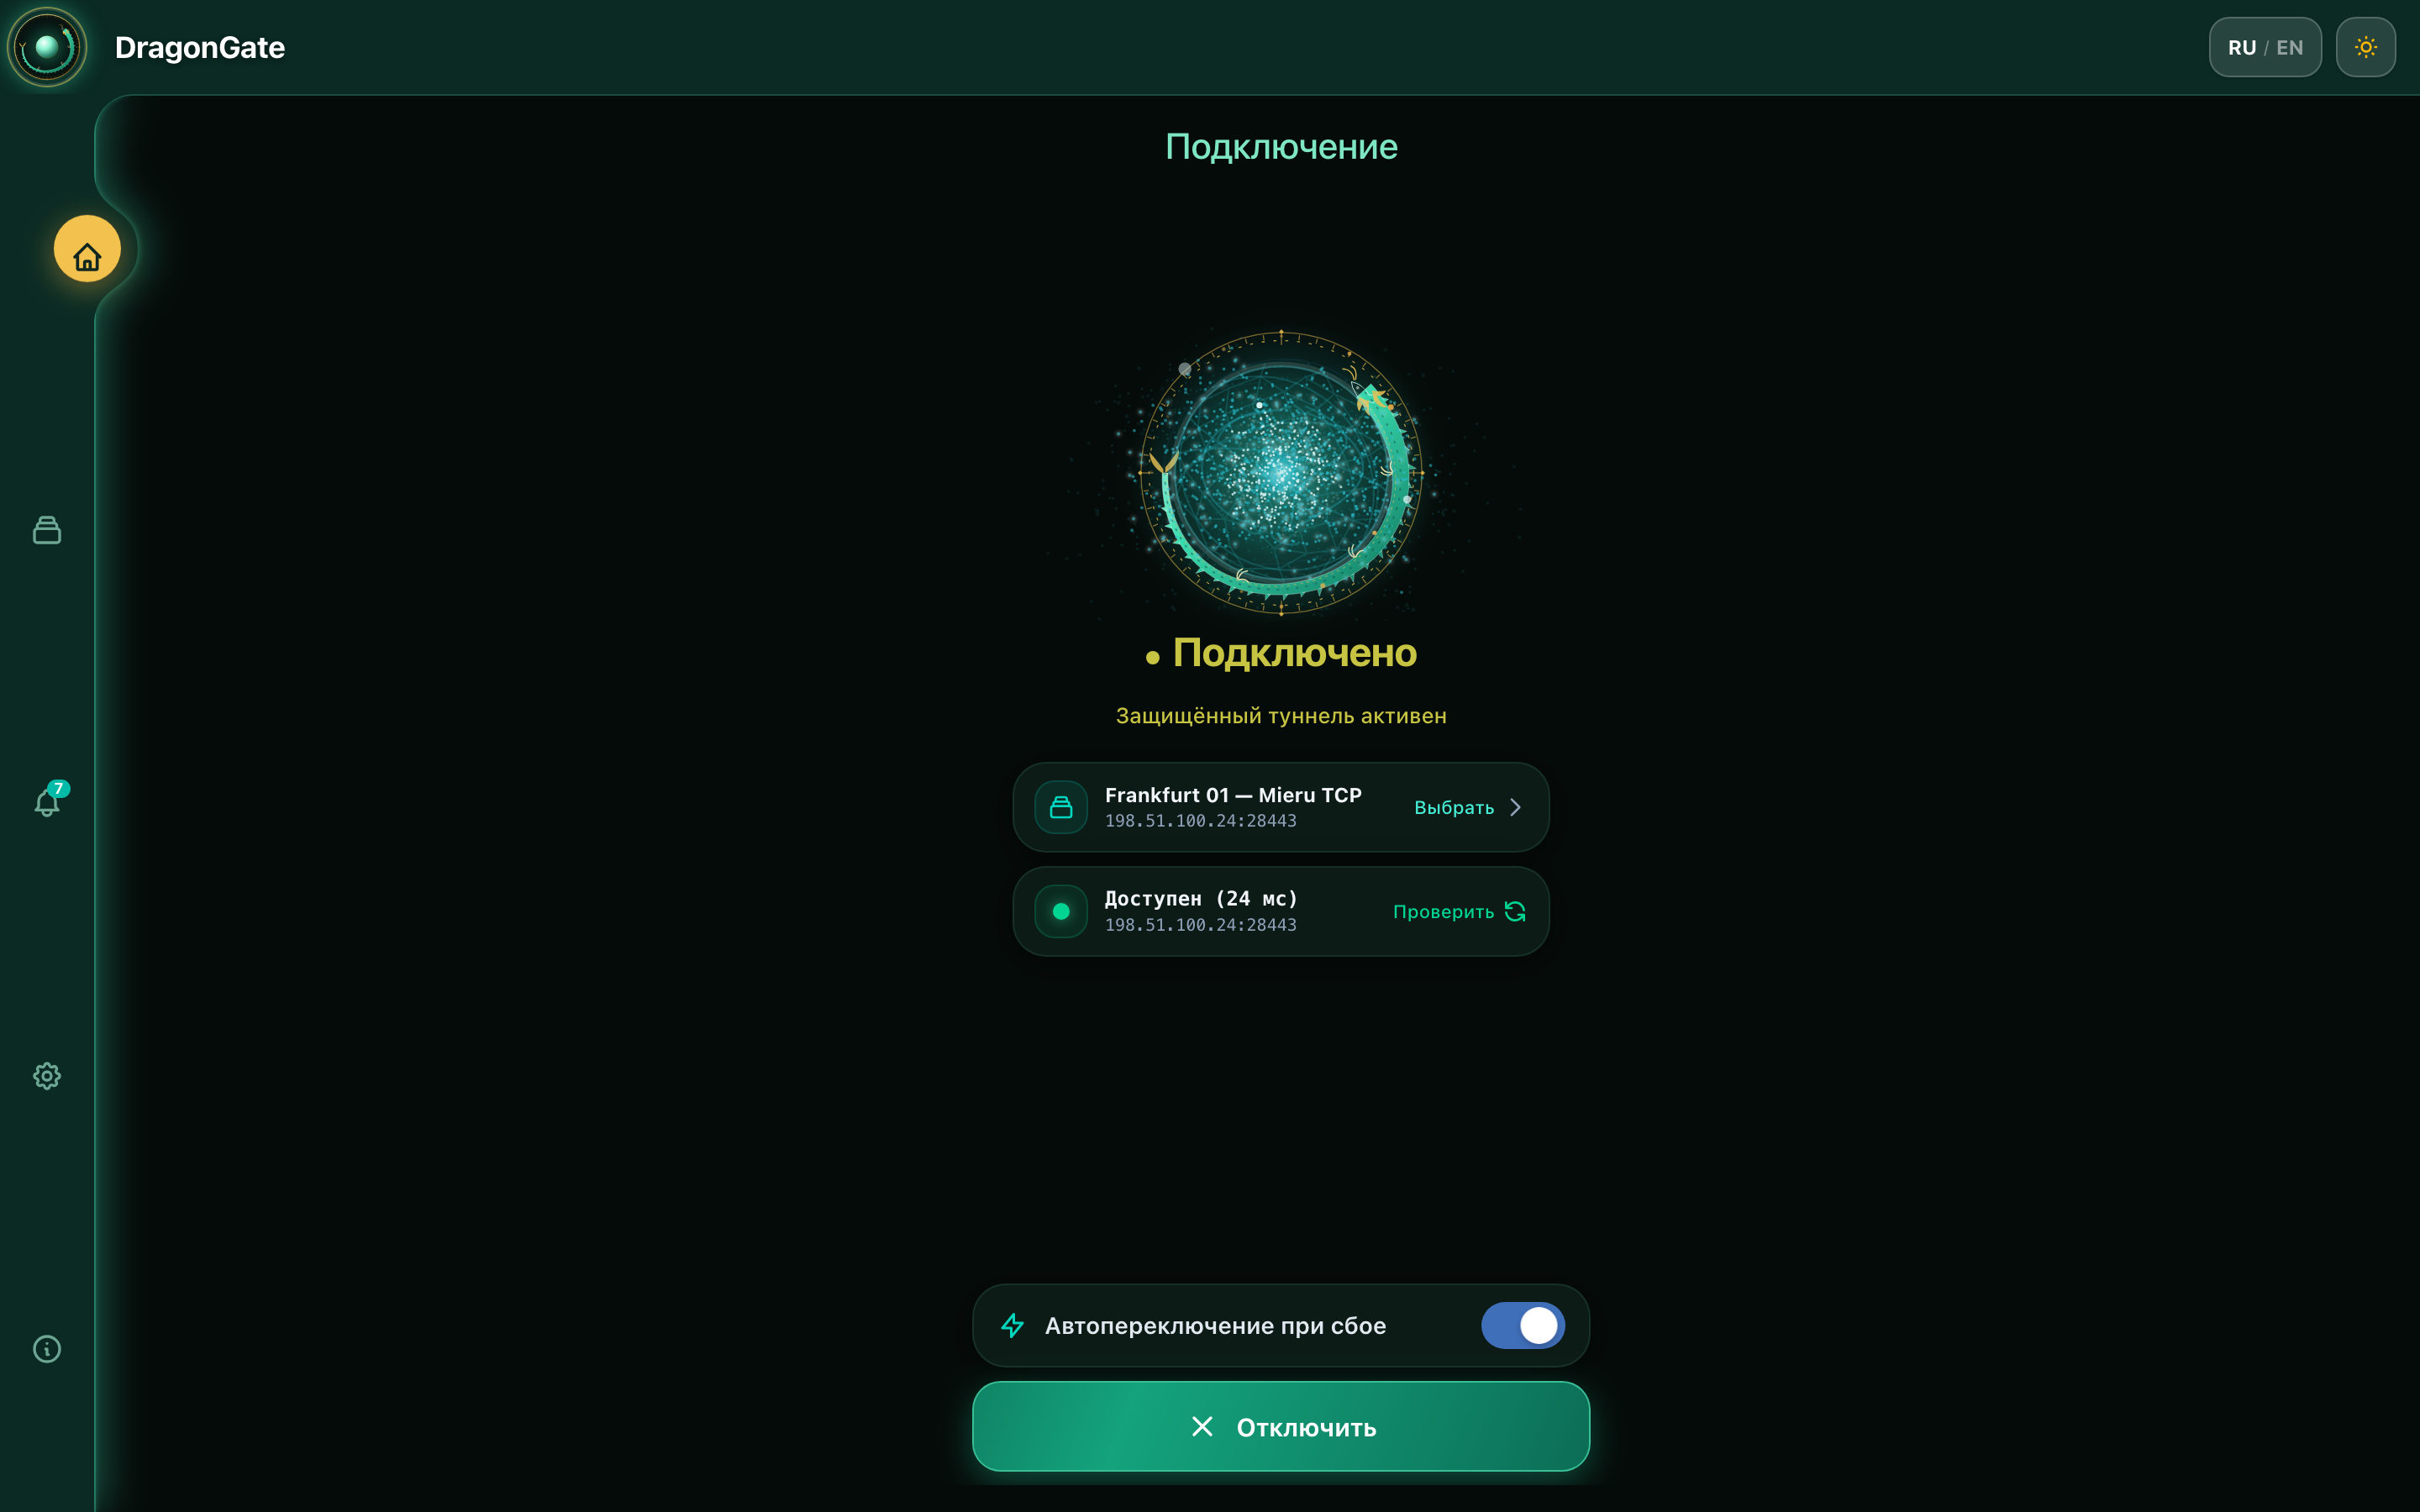 DragonGate
RU / EN
Подключение
Подключено
Защищённый туннель активен
Frankfurt 01 — Mieru TCP
198.51.100.24:28443
Выбрать
Доступен (24 мс)
198.51.100.24:28443
Проверить
7
Автопереключение при сбое
Отключить